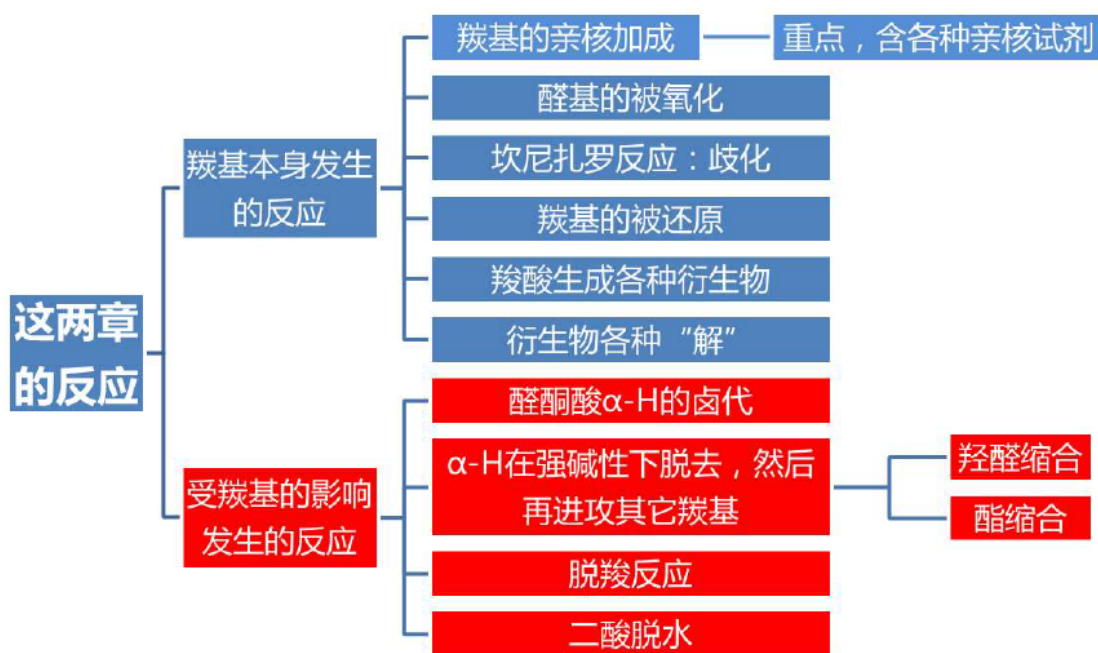 羰基的亲核加成
重点，含各种亲核试剂
醛基的被氧化
羰基本身发生
的反应
坎尼扎罗反应：歧化
羰基的被还原
羧酸生成各种衍生物
衍生物各种“解”
这两章
的反应
醛酮酸α-H的卤代
受羰基的影响
发生的反应
α-H在强碱性下脱去，然后
再进攻其它羰基
羟醛缩合
酯缩合
脱羧反应
二酸脱水